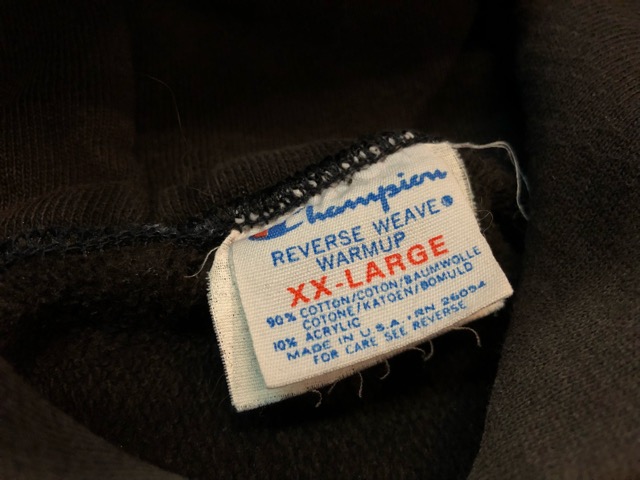 Champion
REVERSE WEAVE®
WARMUP
XX-LARGE
90% COTTON/COTON/BAUMWOLLE
COTONE/KATOEN/BOMULD
10% ACRYLIC
MADE IN U.S.A., RN 26094
FOR CARE SEE REVERSE